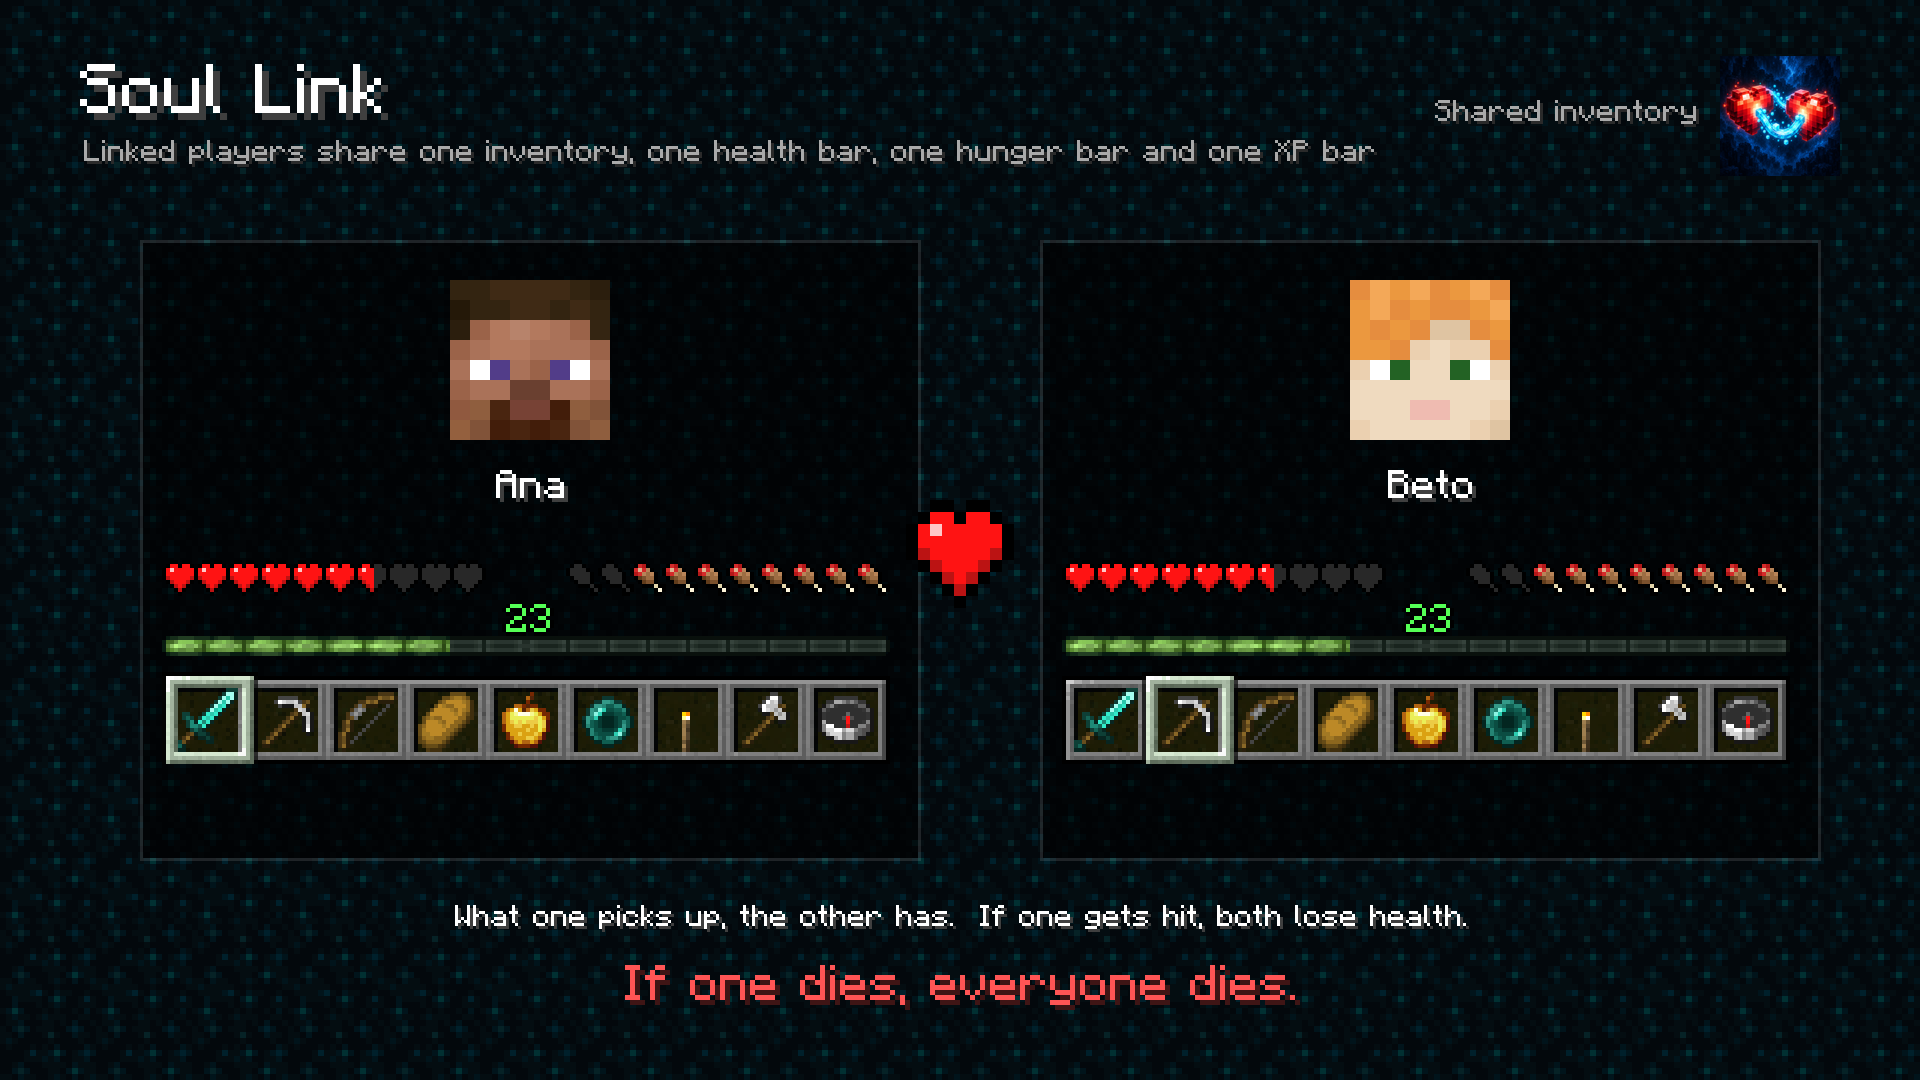 Soul Link
Linked players share one inventory, one health bar, one hunger bar and one XP bar
Shared inventory
Ana
Beto
23
23
What one picks up, the other has.  If one gets hit, both lose health.
If one dies, everyone dies.